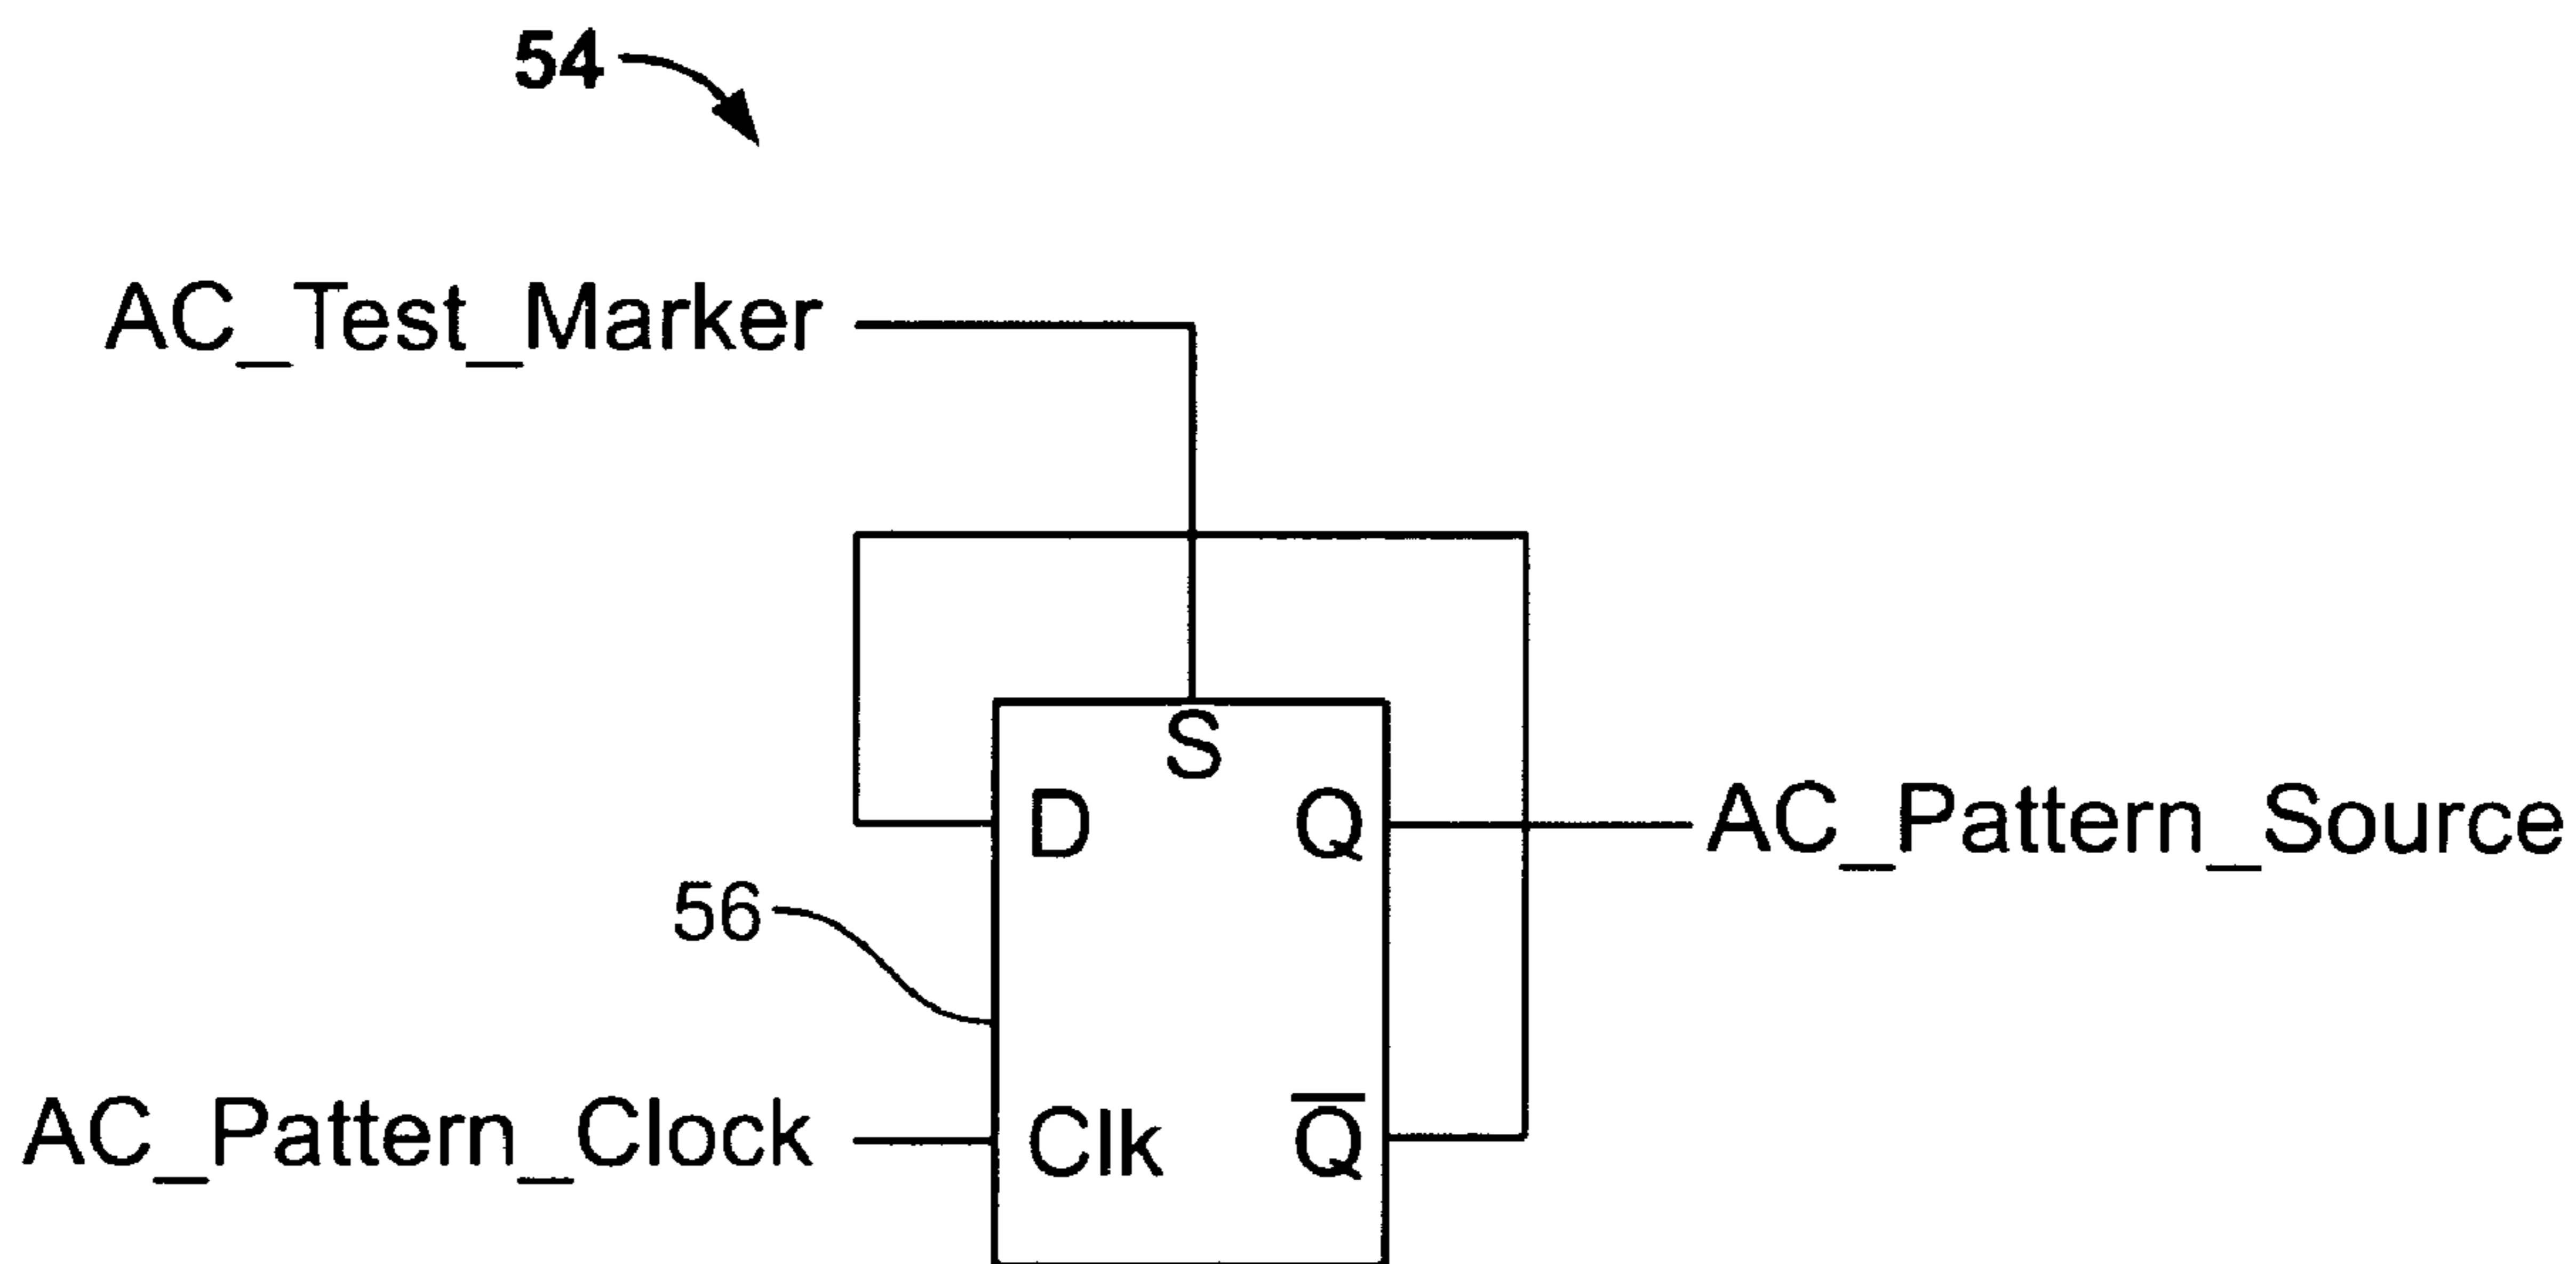 54
AC_Test_Marker
S
D Q AC_Pattern_Source
56
AC_Pattern_Clock Clk Q̅